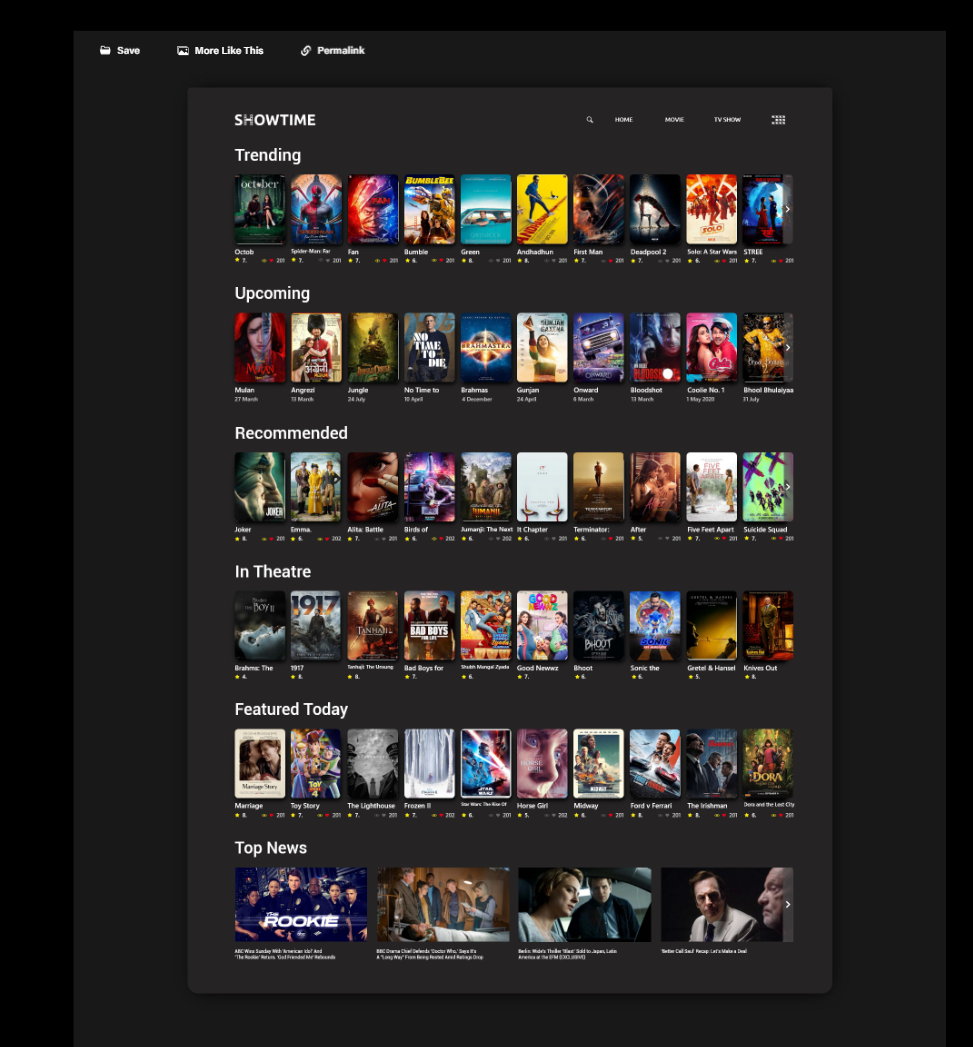 Save
More Like This
Permalink
SHOWTIME
HOME
MOVIE
TV SHOW
Trending
Octob
Spider-Man: Far
Fan
Bumble
Green
Andhadhun
First Man
Deadpool 2
Solo: A Star Wars
STREE
7. 201
7. 201
7. 201
6. 201
8. 201
8. 201
7. 201
7. 201
6. 201
7. 201
Upcoming
Mulan
Angrezi
Jungle
No Time to
Brahmas
Gunjan
Onward
Bloodshot
Coolie No. 1
Bhool Bhulaiyaa
27 March
13 March
24 July
10 April
4 December
24 April
6 March
13 March
1 May 2020
31 July
Recommended
Joker
Emma.
Alita: Battle
Birds of
Jumanji: The Next
It Chapter
Terminator:
After
Five Feet Apart
Suicide Squad
8. 201
6. 202
7. 201
6. 202
6. 202
6. 201
6. 201
5. 201
7. 201
7. 201
In Theatre
Brahms: The
1917
Tanhaji: The Unsung
Bad Boys for
Shubh Mangal Zyada
Good Newwz
Bhoot
Sonic the
Gretel & Hansel
Knives Out
4.
8.
8.
7.
6.
7.
6.
6.
5.
8.
Featured Today
Marriage
Toy Story
The Lighthouse
Frozen II
Star Wars: The Rise Of
Horse Girl
Midway
Ford v Ferrari
The Irishman
Dora and the Lost City
8. 201
7. 201
7. 201
7. 202
6. 201
5. 202
6. 201
8. 201
8. 201
6. 201
Top News
THE
ROOKIE
ABC Wins Sunday With 'American Idol' And
'The Rookie' Return, 'God Friended Me' Rebounds
BBC Drama Chief Defends 'Doctor Who,' Says It's
A "Long Way" From Being Rested Amid Ratings Drop
Berlin: Wide's Thriller 'Blast' Sold to Japan, Latin
America at the EFM (EXCLUSIVE)
'Better Call Saul' Recap: Let's Make a Deal